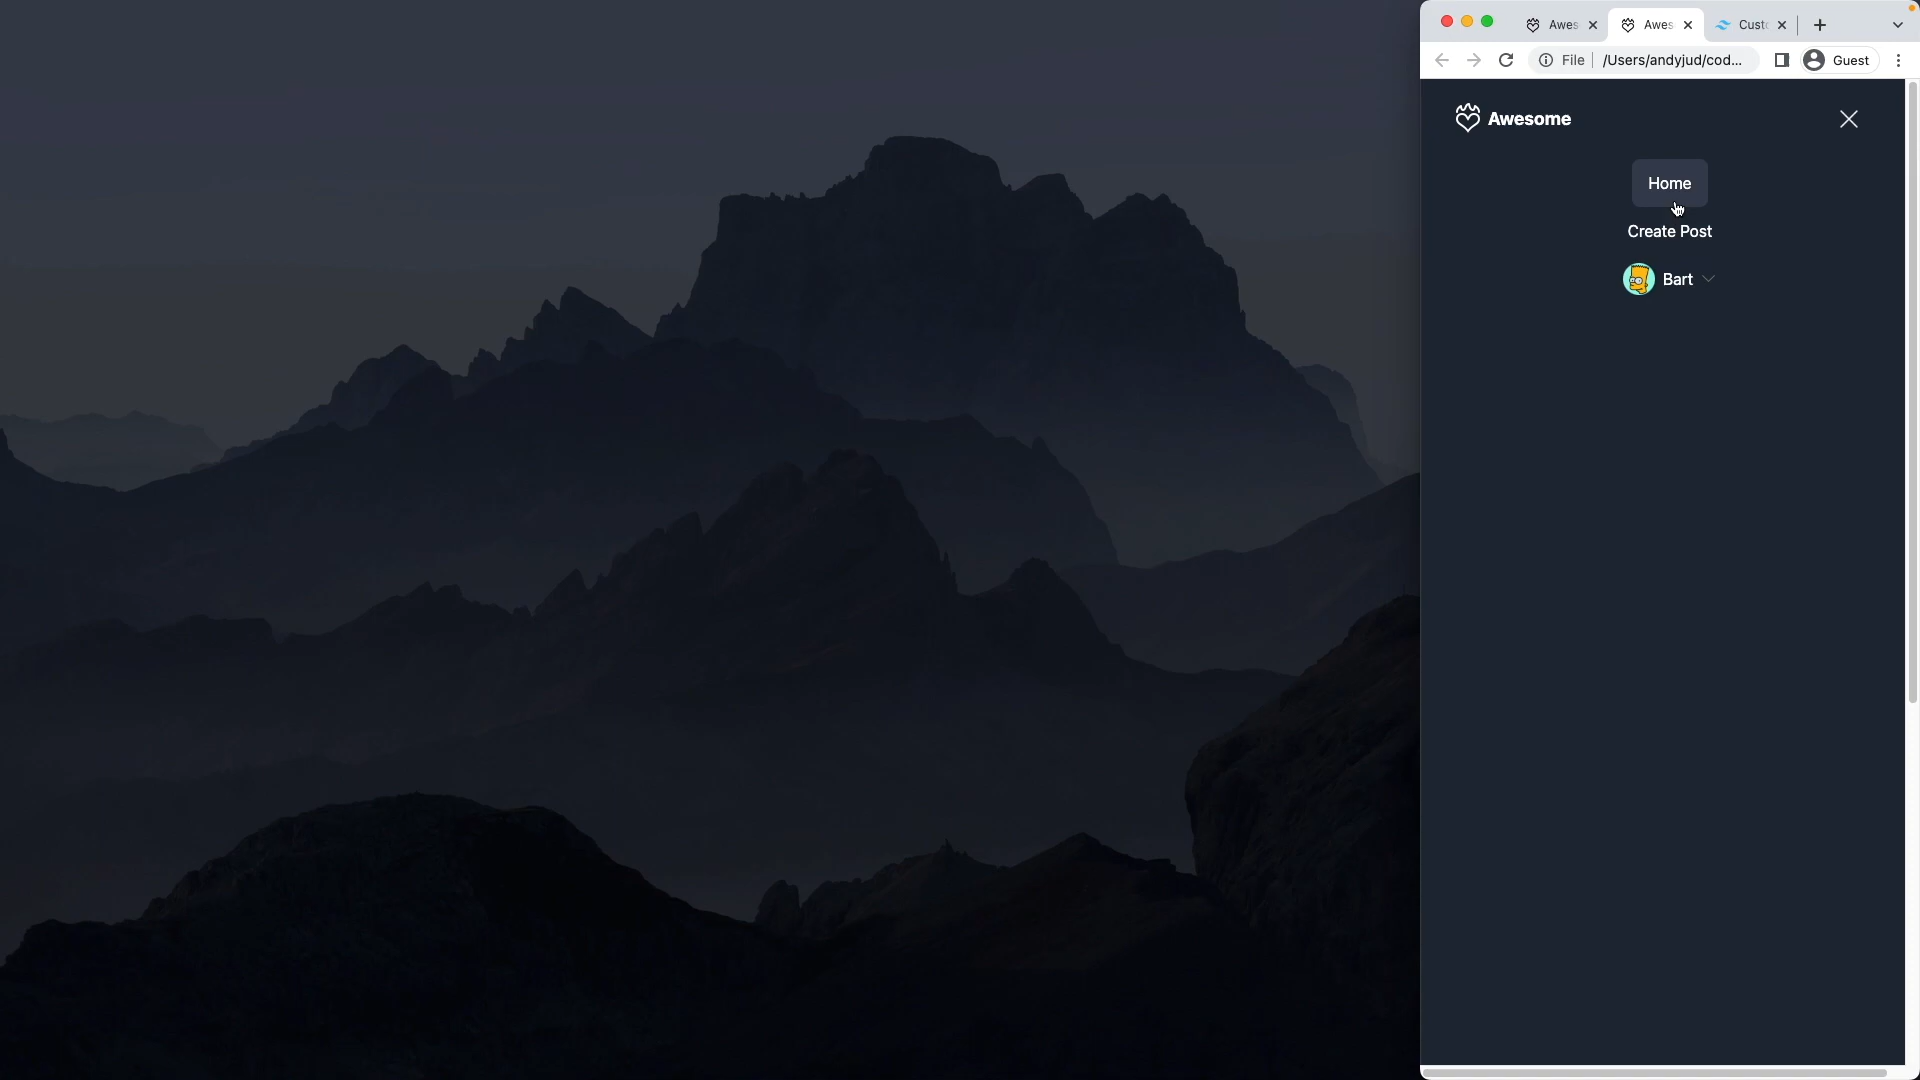 Awes
Awes
Cust
File
/Users/andyjud/cod...
Guest
Awesome
Home
Create Post
Bart